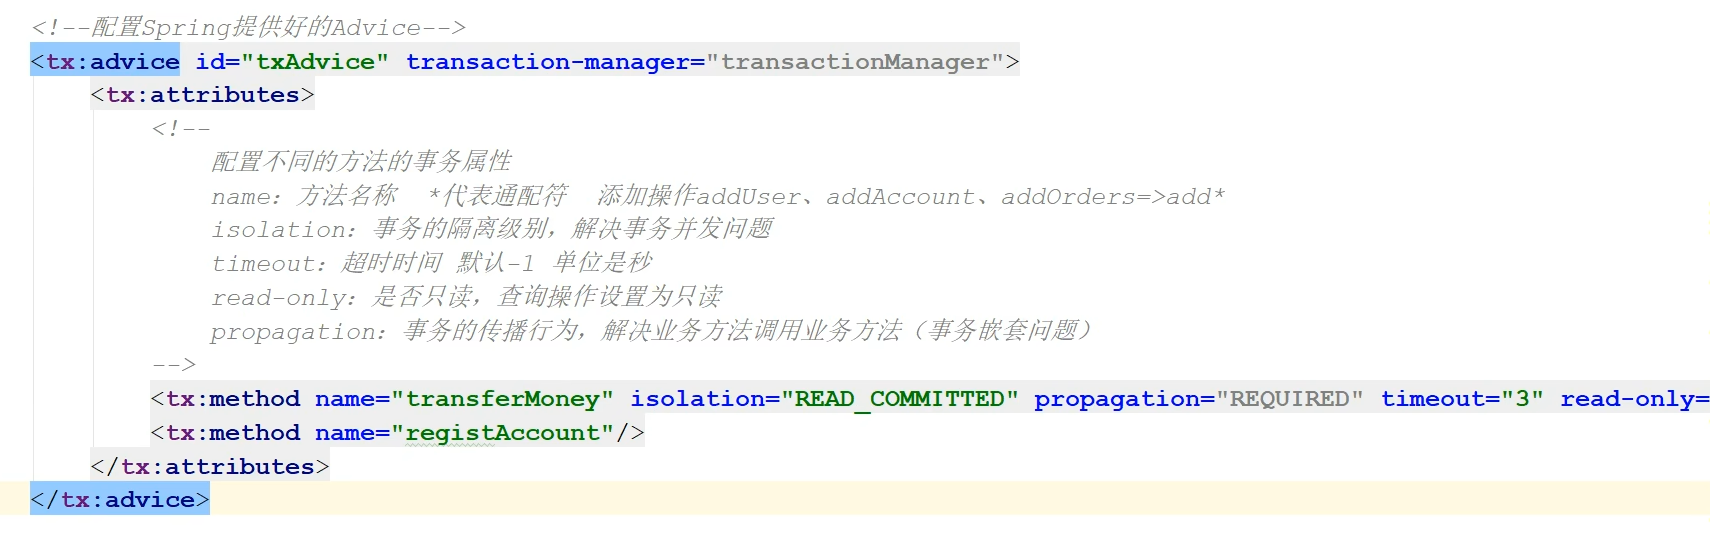 <!--配置Spring提供好的Advice-->
<tx:advice id="txAdvice" transaction-manager="transactionManager">
<tx:attributes>
<!--
配置不同的方法的事务属性
name：方法名称  *代表通配符  添加操作addUser、addAccount、addOrders=>add*
isolation：事务的隔离级别，解决事务并发问题
timeout：超时时间 默认-1 单位是秒
read-only：是否只读，查询操作设置为只读
propagation：事务的传播行为，解决业务方法调用业务方法（事务嵌套问题）
-->
<tx:method name="transferMoney" isolation="READ_COMMITTED" propagation="REQUIRED" timeout="3" read-only=
<tx:method name="registAccount"/>
</tx:attributes>
</tx:advice>